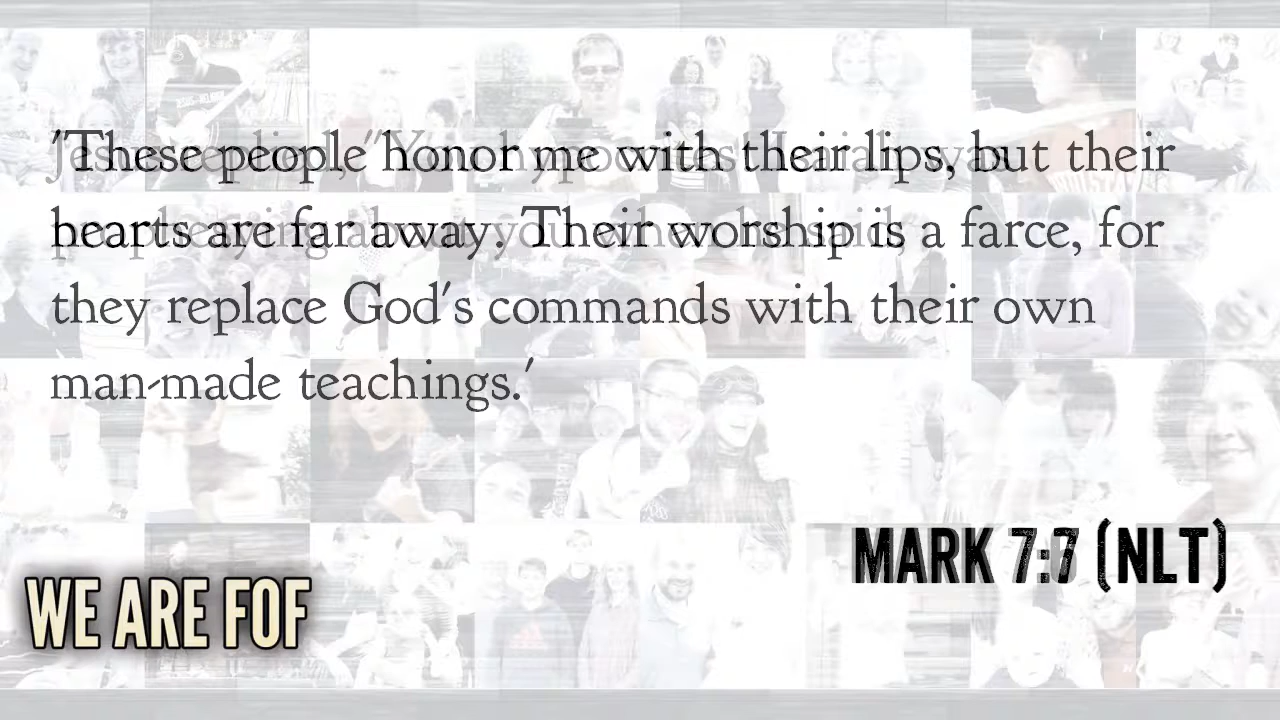 'These people honor me with their lips, but their
hearts are far away. Their worship is a farce, for
they replace God's commands with their own
man-made teachings.'
MARK 7:7 (NLT)
WE ARE FOF